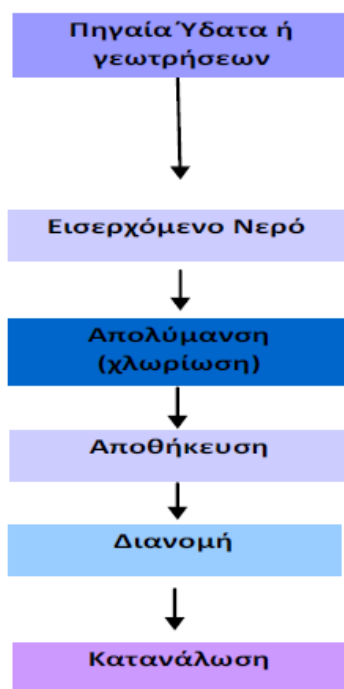 Πηγαία Ύδατα ή
γεωτρήσεων
Εισερχόμενο Νερό
Απολύμανση
(χλωρίωση)
Αποθήκευση
Διανομή
Κατανάλωση